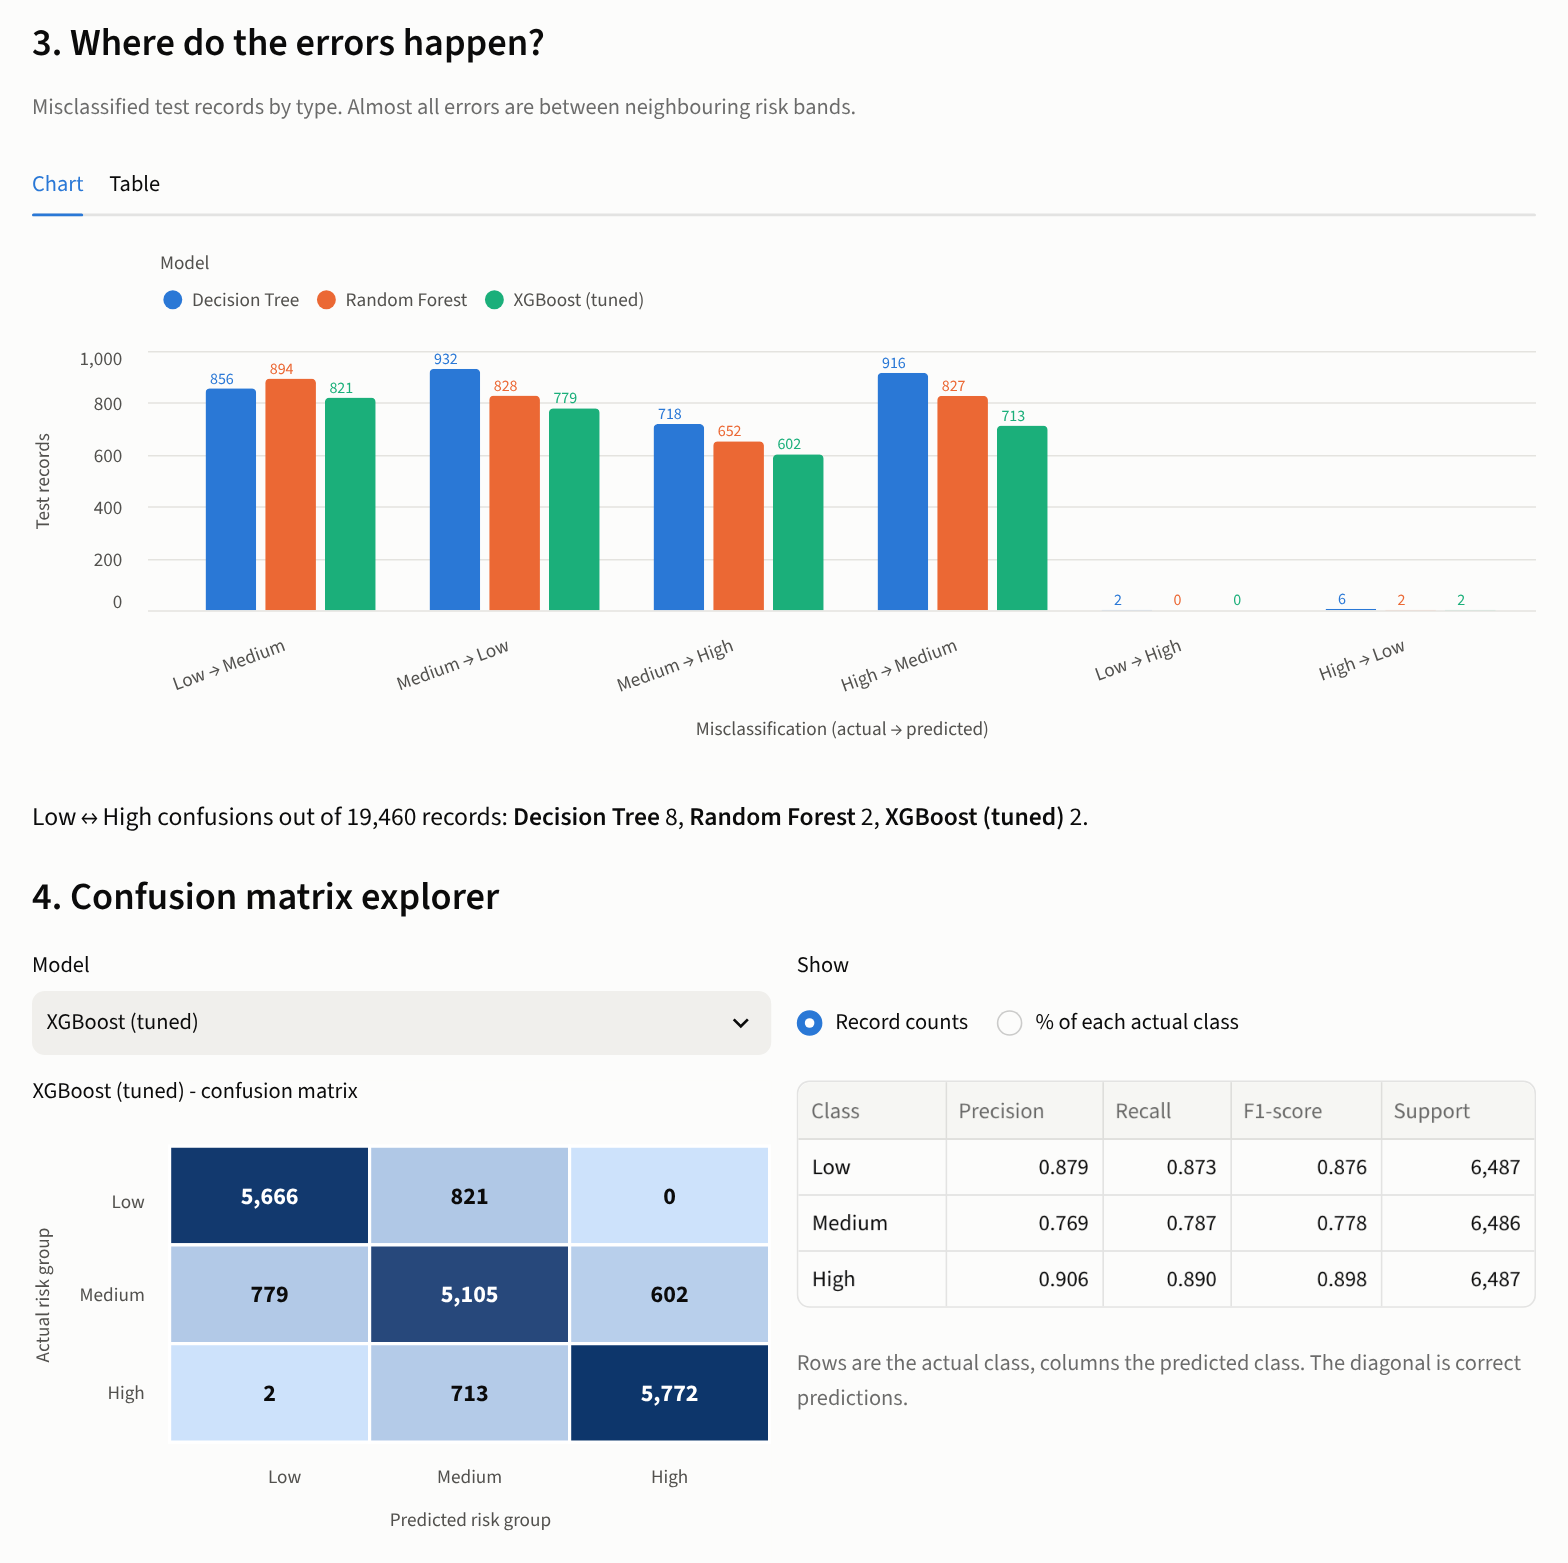 3. Where do the errors happen?
Misclassified test records by type. Almost all errors are between neighbouring risk bands.
Chart Table
Model
Decision Tree Random Forest XGBoost (tuned)
Test records
1,000
800
600
400
200
0
856 894 821
932 828 779
718 652 602
916 827 713
2 0 0
6 2 2
Low → Medium
Medium → Low
Medium → High
High → Medium
Low → High
High → Low
Misclassification (actual → predicted)
Low ↔ High confusions out of 19,460 records: Decision Tree 8, Random Forest 2, XGBoost (tuned) 2.
4. Confusion matrix explorer
Model
XGBoost (tuned)
Show
Record counts % of each actual class
XGBoost (tuned) - confusion matrix
Actual risk group
Low 5,666 821 0
Medium 779 5,105 602
High 2 713 5,772
Low Medium High
Predicted risk group
Class Precision Recall F1-score Support
Low 0.879 0.873 0.876 6,487
Medium 0.769 0.787 0.778 6,486
High 0.906 0.890 0.898 6,487
Rows are the actual class, columns the predicted class. The diagonal is correct
predictions.